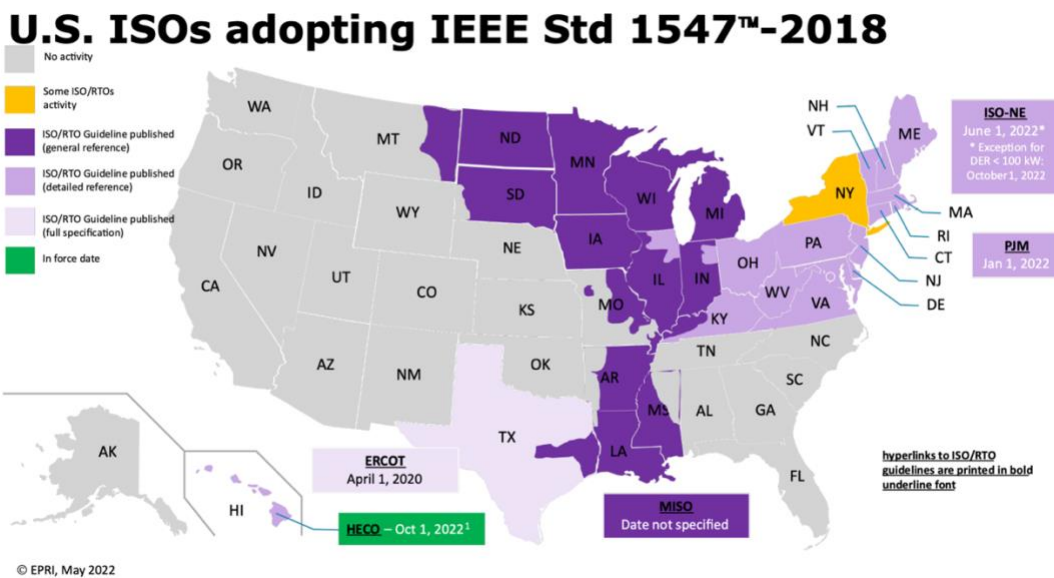 U.S. ISOs adopting IEEE Std 1547™-2018
No activity
Some ISO/RTOs
activity
ISO/RTO Guideline published
(general reference)
ISO/RTO Guideline published
(detailed reference)
ISO/RTO Guideline published
(full specification)
In force date
WA
OR
CA
NV
ID
MT
WY
UT
AZ
CO
NM
ND
SD
NE
KS
OK
TX
MN
IA
MO
AR
LA
WI
IL
MS
MI
IN
KY
TN
AL
OH
WV
VA
NC
SC
GA
FL
PA
NY
ME
NH
VT
MA
RI
CT
NJ
DE
AK
HI
ISO-NE
June 1, 2022*
* Exception for
DER < 100 kW:
October1, 2022
PJM
Jan 1, 2022
ERCOT
April 1, 2020
HECO – Oct 1, 2022¹
MISO
Date not specified
hyperlinks to ISO/RTO
guidelines are printed in bold
underline font
© EPRI, May 2022